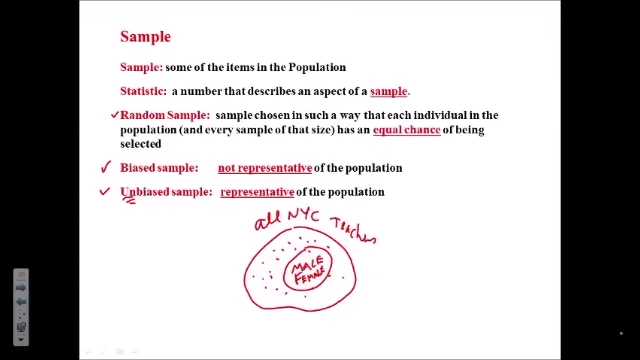 Sample
Sample: some of the items in the Population
Statistic: a number that describes an aspect of a sample.
Random Sample: sample chosen in such a way that each individual in the
population (and every sample of that size) has an equal chance of being
selected
Biased sample: not representative of the population
Unbiased sample: representative of the population
all NYC Teachers
MALE
FEMALE